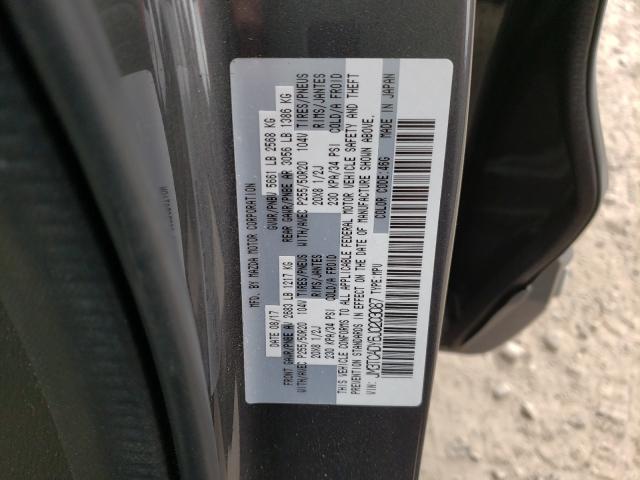 MFD. BY MAZDA MOTOR CORPORATION
DATE 08/17 GVWR/PNBV 5661 LB 2568 KG
FRONT GAWR/PNBE AV 2683 LB 1217 KG REAR GAWR/PNBE AR 3056 LB 1386 KG
WITH/AVEC P255/50R20 104V TIRES/PNEUS WITH/AVEC P255/50R20 104V TIRES/PNEUS
20X8 1/2J RIMS/JANTES 20X8 1/2J RIMS/JANTES
230 KPA/34 PSI COLD/A FROID 230 KPA/34 PSI COLD/A FROID
THIS VEHICLE CONFORMS TO ALL APPLICABLE FEDERAL MOTOR VEHICLE SAFETY AND THEFT
PREVENTION STANDARDS IN EFFECT ON THE DATE OF MANUFACTURE SHOWN ABOVE.
VIN: JM3TCADY6J0203087 TYPE:MPV COLOR CODE:46G MADE IN JAPAN